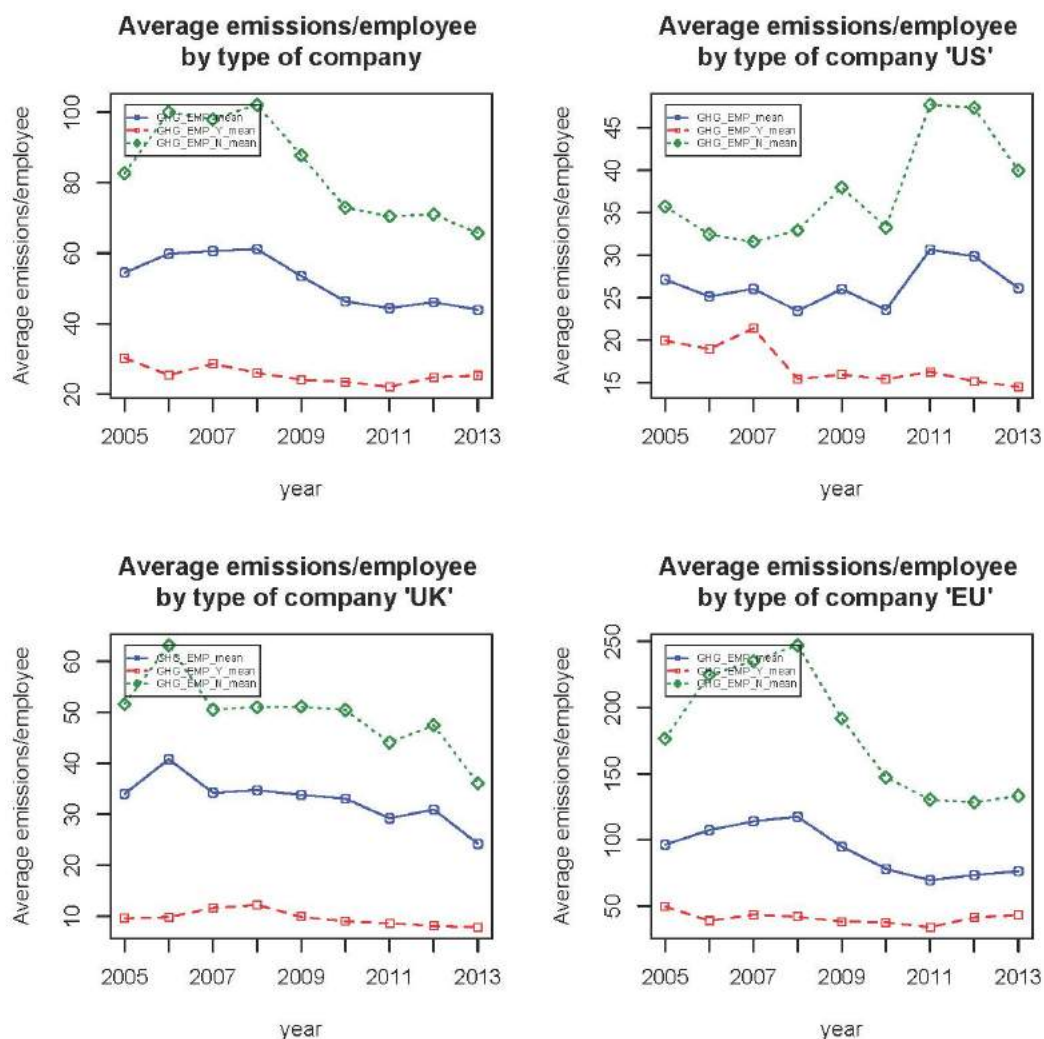 Average emissions/employee
by type of company
Average emissions/employee
100
80
60
40
20
GHG_EMP_mean
GHG_EMP_Y_mean
GHG_EMP_N_mean
2005 2007 2009 2011 2013
year
Average emissions/employee
by type of company 'US'
Average emissions/employee
45
40
35
30
25
20
15
GHG_EMP_mean
GHG_EMP_Y_mean
GHG_EMP_N_mean
2005 2007 2009 2011 2013
year
Average emissions/employee
by type of company 'UK'
Average emissions/employee
60
50
40
30
20
10
GHG_EMP_mean
GHG_EMP_Y_mean
GHG_EMP_N_mean
2005 2007 2009 2011 2013
year
Average emissions/employee
by type of company 'EU'
Average emissions/employee
250
200
150
100
50
GHG_EMP_mean
GHG_EMP_Y_mean
GHG_EMP_N_mean
2005 2007 2009 2011 2013
year